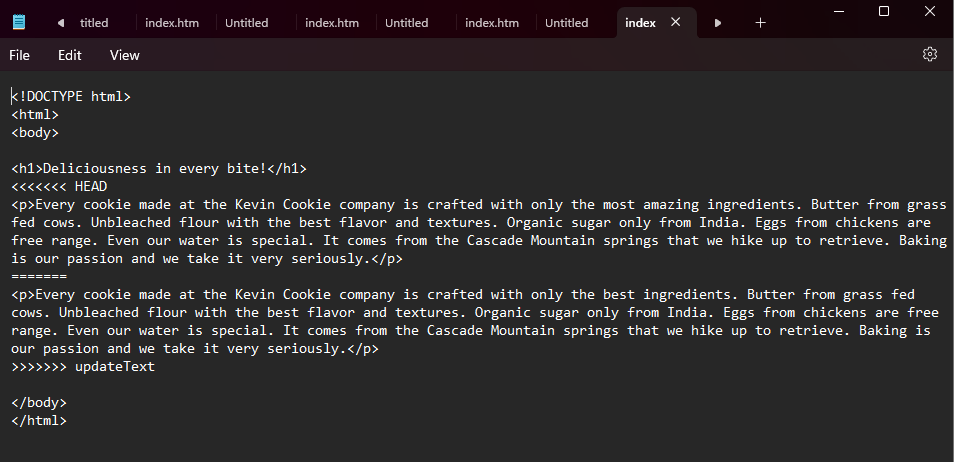 titled index.htm Untitled index.htm Untitled index.htm Untitled index
File Edit View
<!DOCTYPE html>
<html>
<body>
<h1>Deliciousness in every bite!</h1>
<<<<<<< HEAD
<p>Every cookie made at the Kevin Cookie company is crafted with only the most amazing ingredients. Butter from grass
fed cows. Unbleached flour with the best flavor and textures. Organic sugar only from India. Eggs from chickens are
free range. Even our water is special. It comes from the Cascade Mountain springs that we hike up to retrieve. Baking
is our passion and we take it very seriously.</p>
=======
<p>Every cookie made at the Kevin Cookie company is crafted with only the best ingredients. Butter from grass fed
cows. Unbleached flour with the best flavor and textures. Organic sugar only from India. Eggs from chickens are free
range. Even our water is special. It comes from the Cascade Mountain springs that we hike up to retrieve. Baking is
our passion and we take it very seriously.</p>
>>>>>>> updateText
</body>
</html>